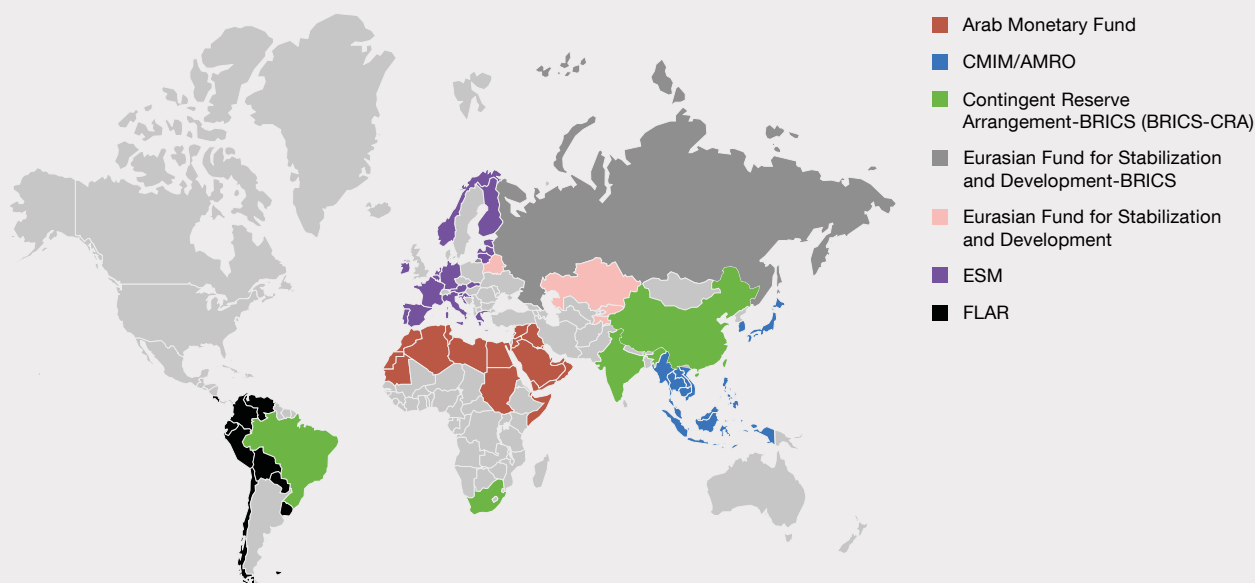 Arab Monetary Fund
CMIM/AMRO
Contingent Reserve
Arrangement-BRICS (BRICS-CRA)
Eurasian Fund for Stabilization
and Development-BRICS
Eurasian Fund for Stabilization
and Development
ESM
FLAR